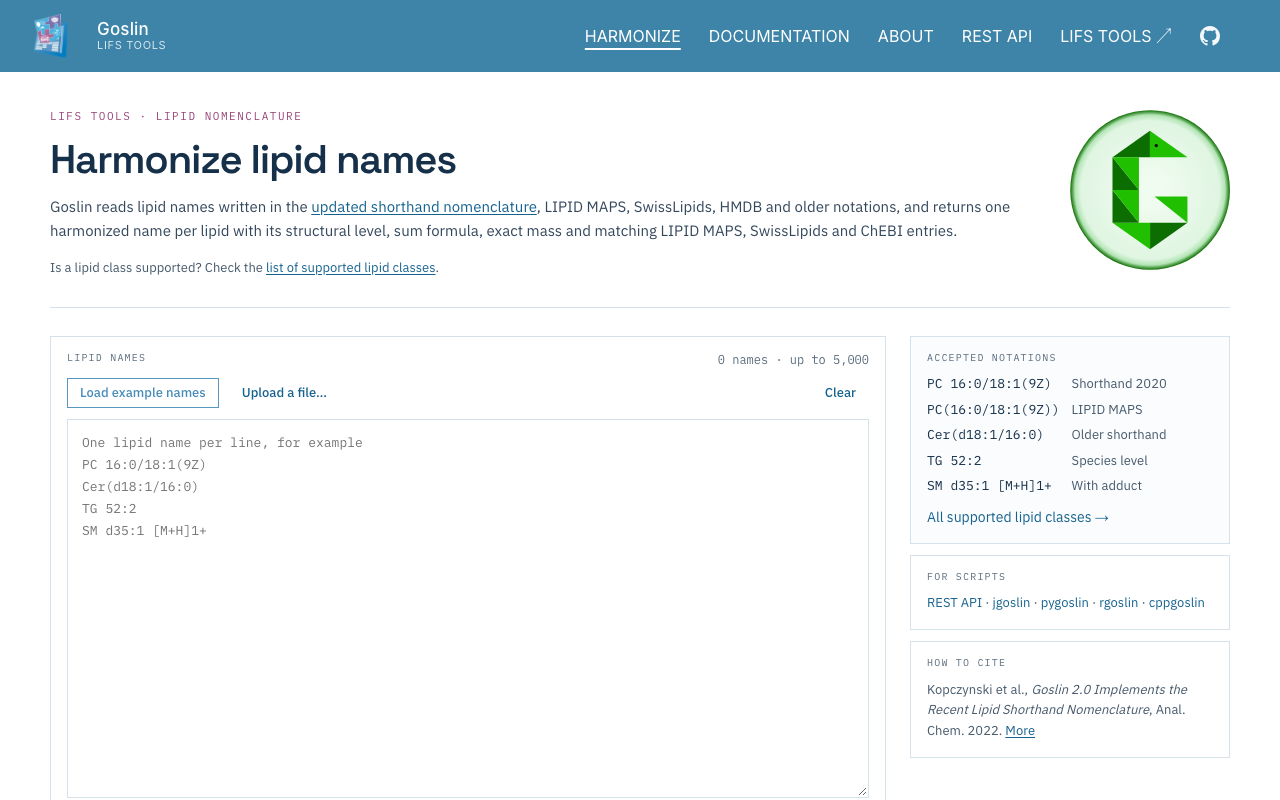 Goslin
LIFS TOOLS
HARMONIZE
DOCUMENTATION
ABOUT
REST API
LIFS TOOLS ↗
LIFS TOOLS · LIPID NOMENCLATURE
Harmonize lipid names
Goslin reads lipid names written in the updated shorthand nomenclature, LIPID MAPS, SwissLipids, HMDB and older notations, and returns one
harmonized name per lipid with its structural level, sum formula, exact mass and matching LIPID MAPS, SwissLipids and ChEBI entries.
Is a lipid class supported? Check the list of supported lipid classes.
LIPID NAMES
0 names · up to 5,000
Load example names
Upload a file…
Clear
One lipid name per line, for example
PC 16:0/18:1(9Z)
Cer(d18:1/16:0)
TG 52:2
SM d35:1 [M+H]1+
ACCEPTED NOTATIONS
PC 16:0/18:1(9Z) Shorthand 2020
PC(16:0/18:1(9Z)) LIPID MAPS
Cer(d18:1/16:0) Older shorthand
TG 52:2 Species level
SM d35:1 [M+H]1+ With adduct
All supported lipid classes →
FOR SCRIPTS
REST API · jgoslin · pygoslin · rgoslin · cppgoslin
HOW TO CITE
Kopczynski et al., Goslin 2.0 Implements the
Recent Lipid Shorthand Nomenclature, Anal.
Chem. 2022. More